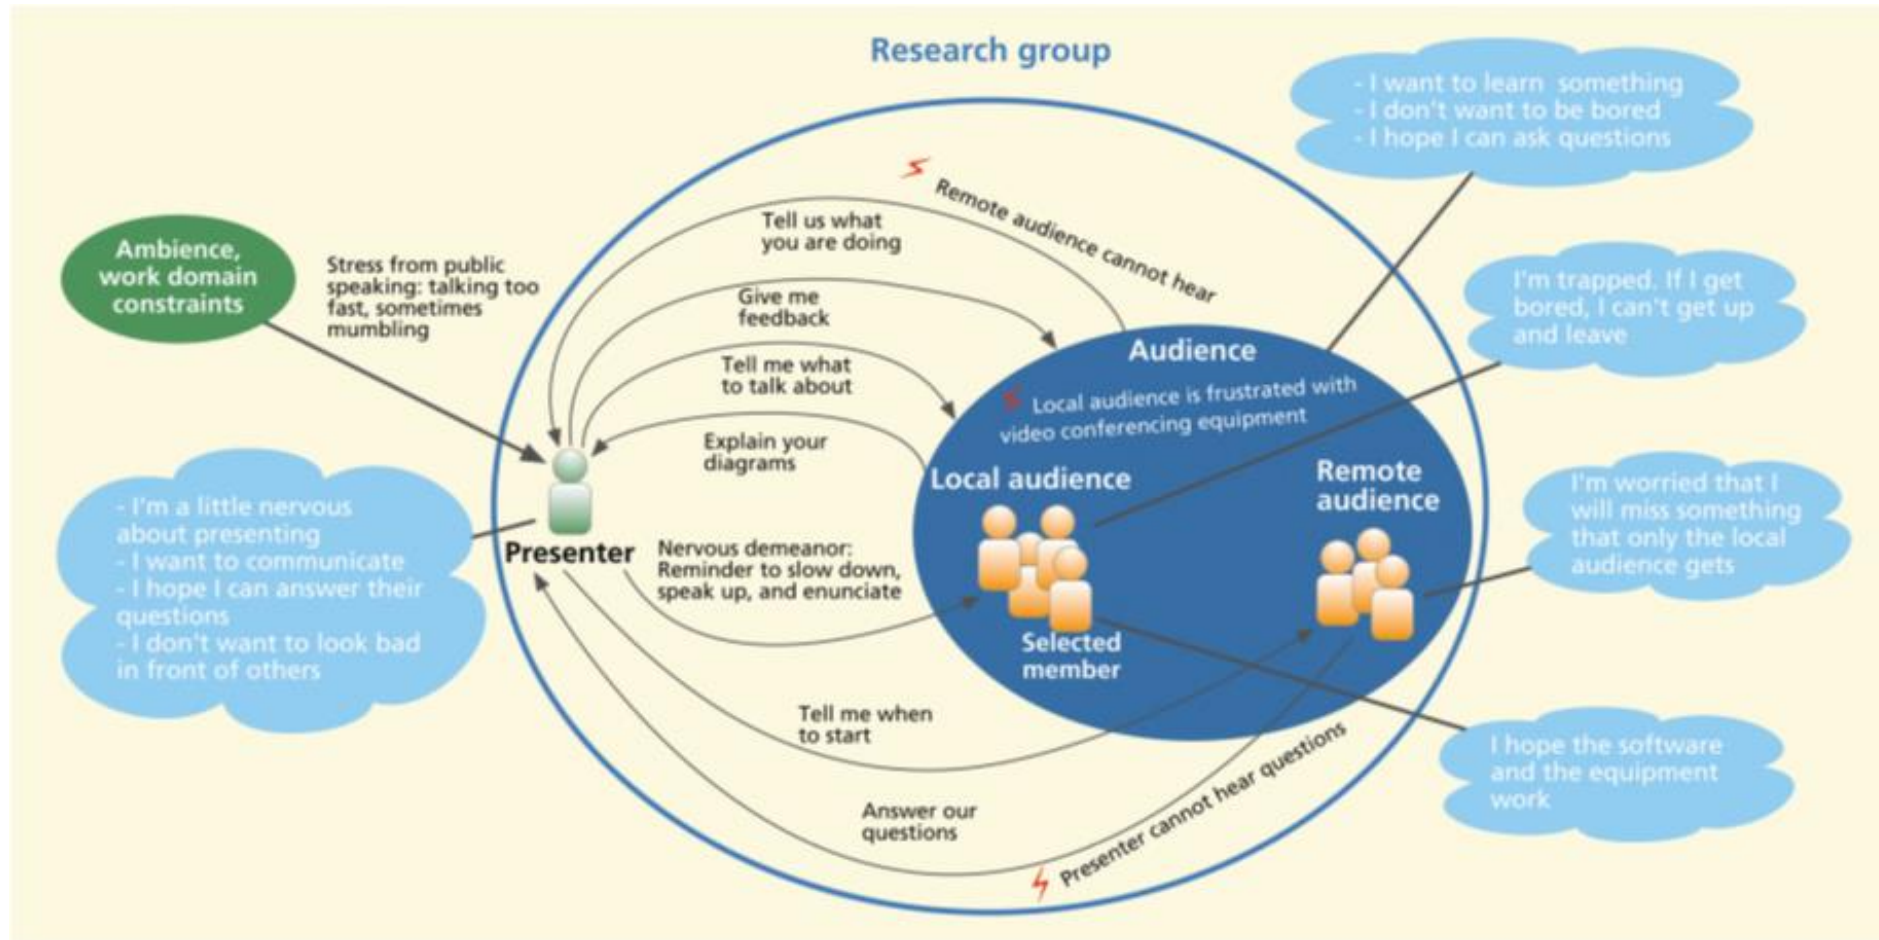 Research group
- I want to learn  something
- I don't want to be bored
- I hope I can ask questions
Remote audience cannot hear
Tell us what
you are doing
Ambience,
work domain
constraints
Stress from public
speaking: talking too
fast, sometimes
mumbling
Give me
feedback
I'm trapped. If I get
bored, I can't get up
and leave
Audience
Tell me what
to talk about
Local audience is frustrated with
video conferencing equipment
Explain your
diagrams
Local audience
Remote
audience
I'm worried that I
will miss something
that only the local
audience gets
- I'm a little nervous
about presenting
- I want to communicate
- I hope I can answer their
questions
- I don't want to look bad
in front of others
Presenter
Nervous demeanor:
Reminder to slow down,
speak up, and enunciate
Selected
member
Tell me when
to start
I hope the software
and the equipment
work
Answer our
questions
Presenter cannot hear questions